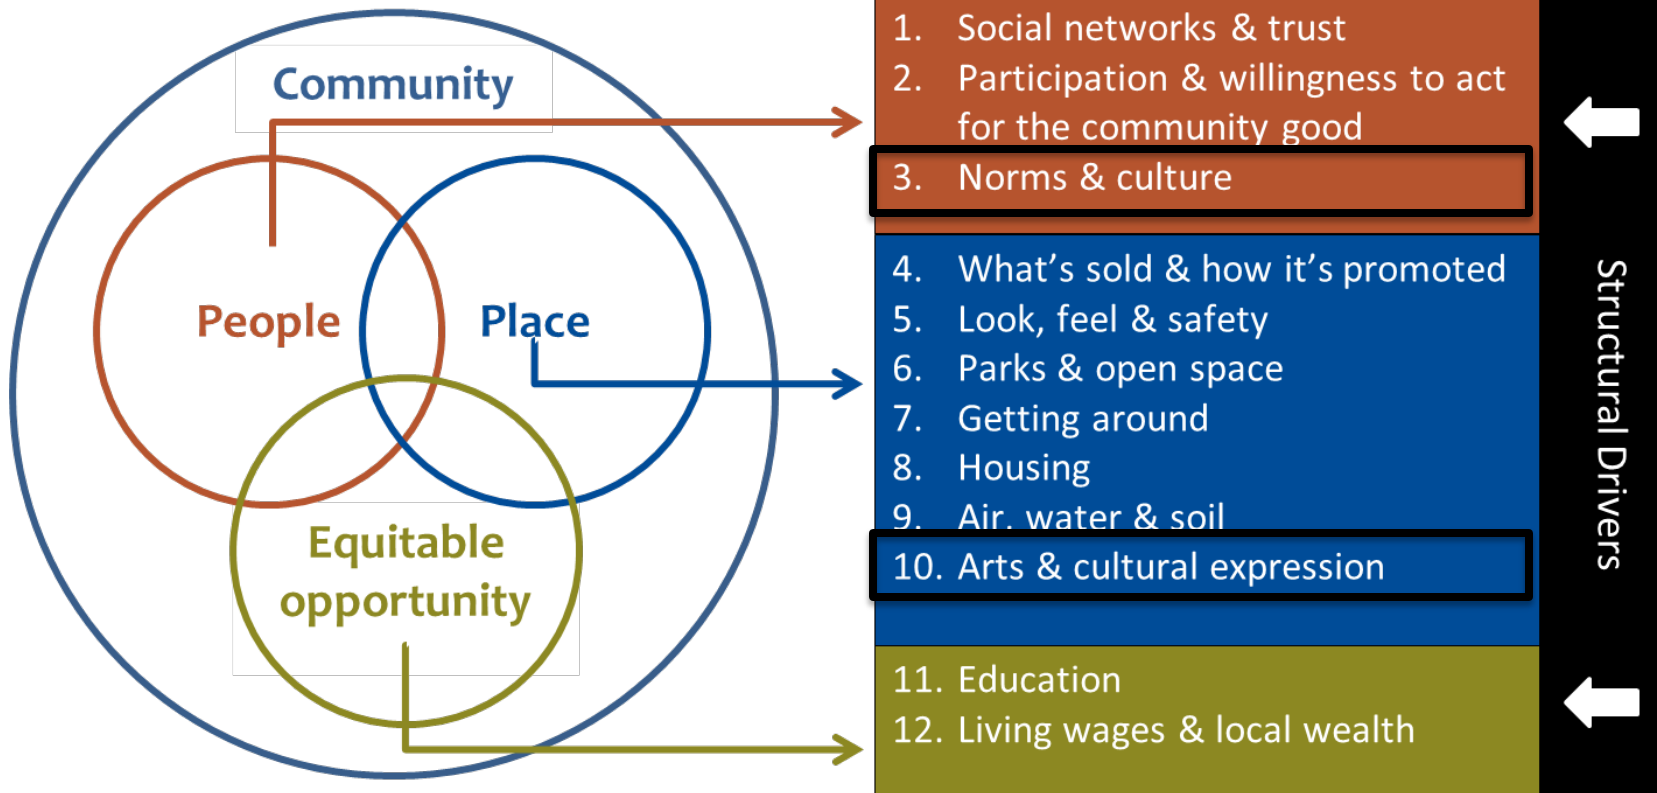 Community
People
Place
Equitable
opportunity
1. Social networks & trust
2. Participation & willingness to act
for the community good
3. Norms & culture
4. What's sold & how it's promoted
5. Look, feel & safety
6. Parks & open space
7. Getting around
8. Housing
9. Air, water & soil
10. Arts & cultural expression
11. Education
12. Living wages & local wealth
Structural Drivers